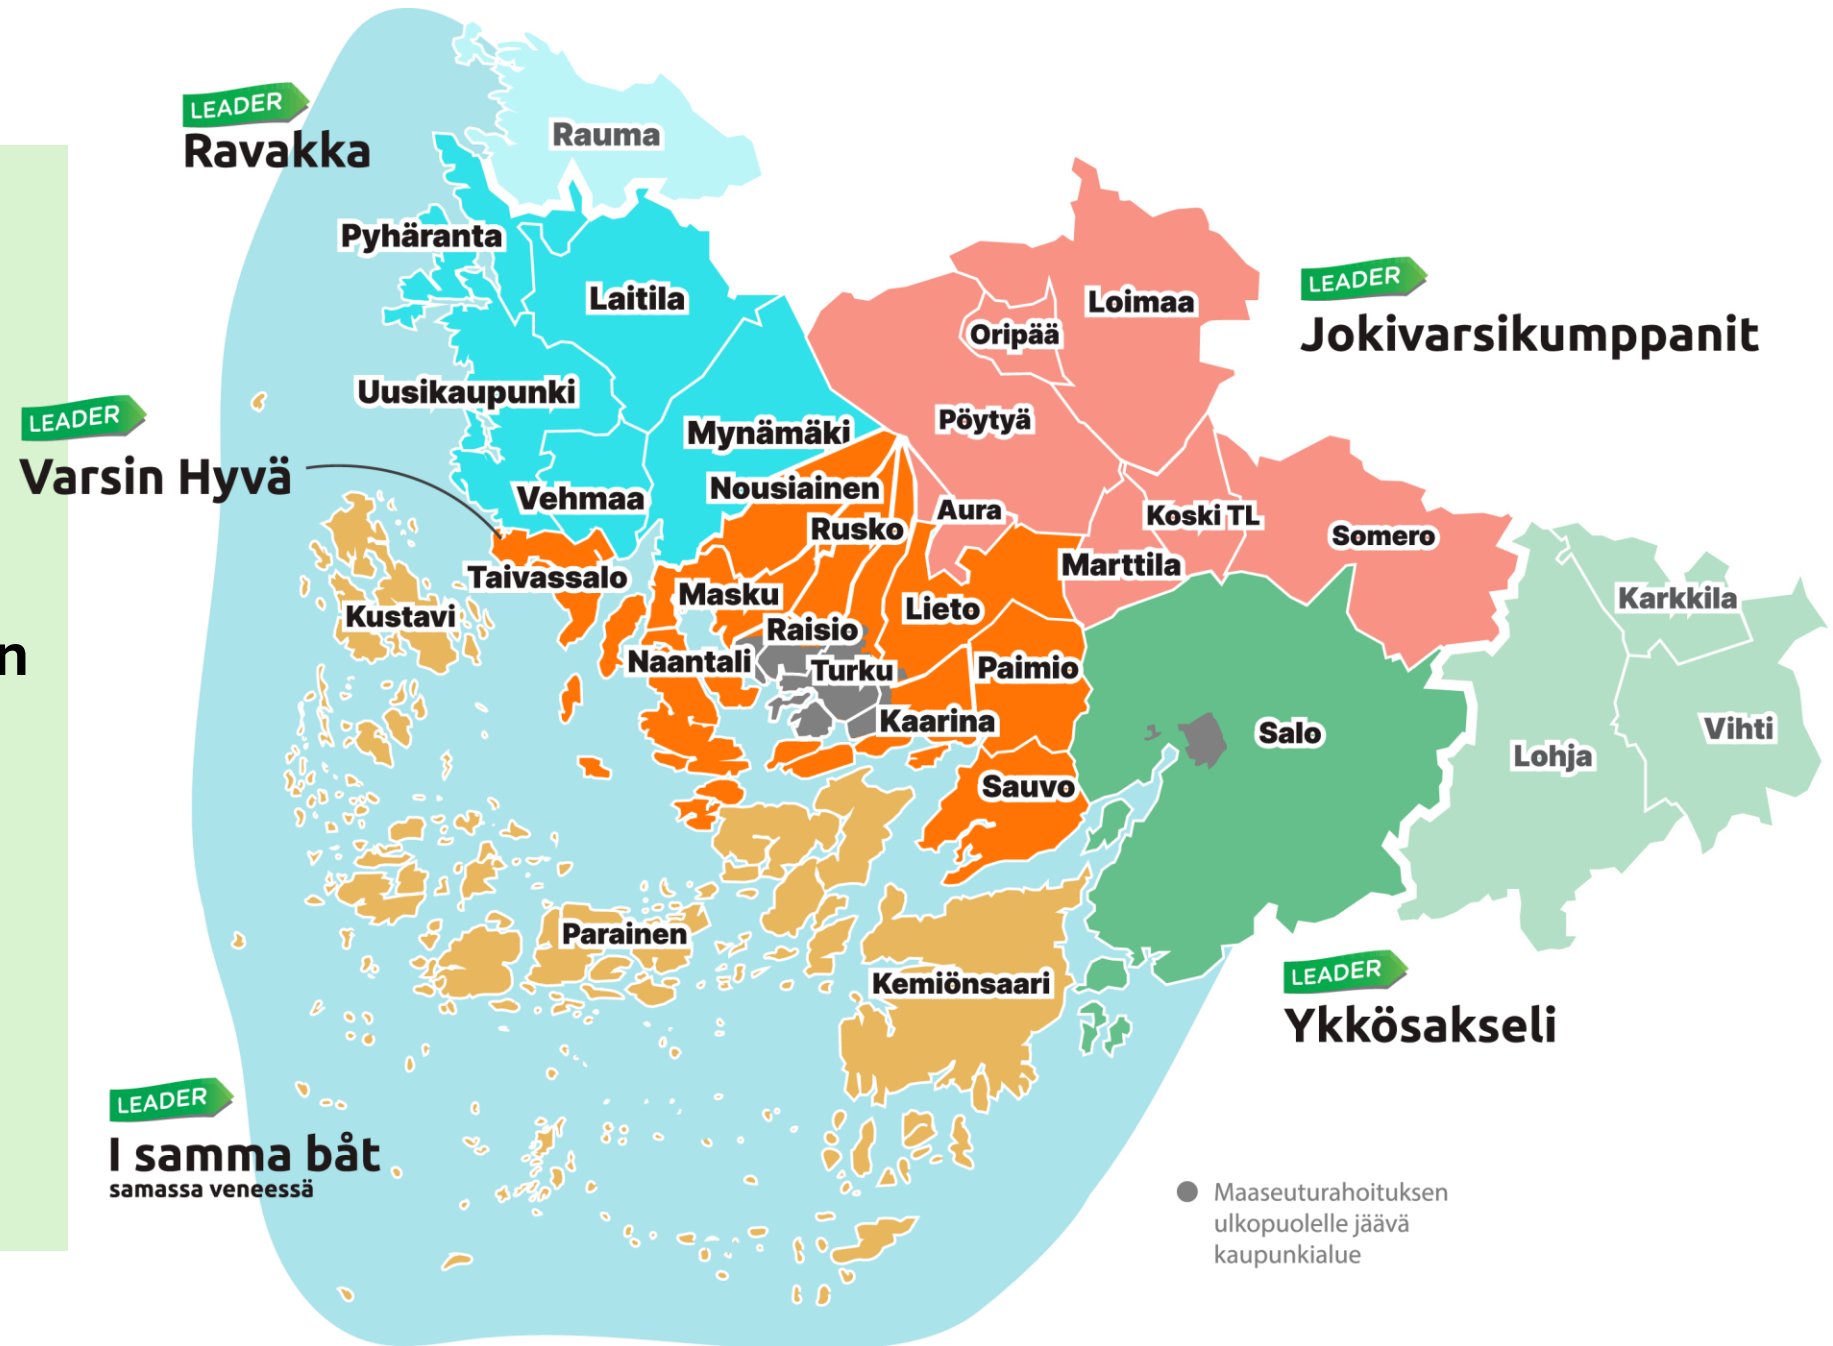 LEADER
Ravakka
Rauma
Pyhäranta
Laitila
Loimaa
LEADER
Jokivarsikumppanit
Oripää
Uusikaupunki
LEADER
Varsin Hyvä
Mynämäki
Pöytyä
Vehmaa
Nousiainen
Rusko
Aura
Koski TL
Somero
Taivassalo
Masku
Marttila
Kustavi
Lieto
Karkkila
Raisio
n
Naantali
Turku
Paimio
Kaarina
Salo
Vihti
Lohja
Sauvo
Parainen
Kemiönsaari
LEADER
Ykkösakseli
LEADER
I samma båt
samassa veneessä
Maaseuturahoituksen
ulkopuolelle jäävä
kaupunkialue